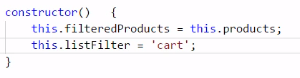 constructor()   {
    this.filteredProducts = this.products;
    this.listFilter = 'cart';
}